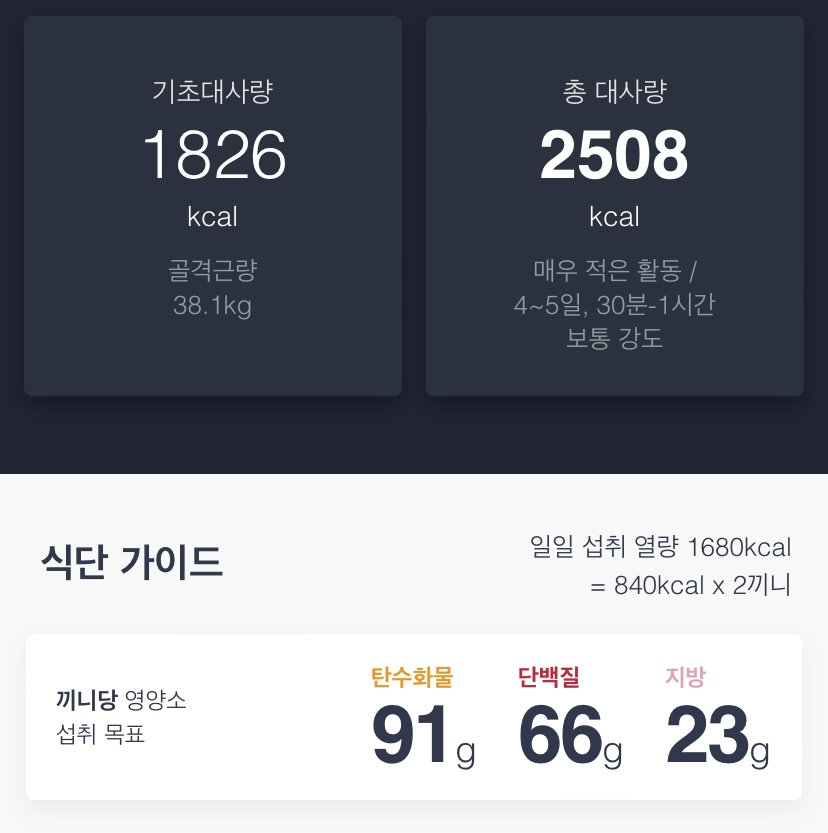 기초대사량
1826
kcal
골격근량
38.1kg
총 대사량
2508
kcal
매우 적은 활동 /
4~5일, 30분-1시간
보통 강도
식단 가이드
일일 섭취 열량 1680kcal
= 840kcal x 2끼니
끼니당 영양소
섭취 목표
탄수화물
91g
단백질
66g
지방
23g